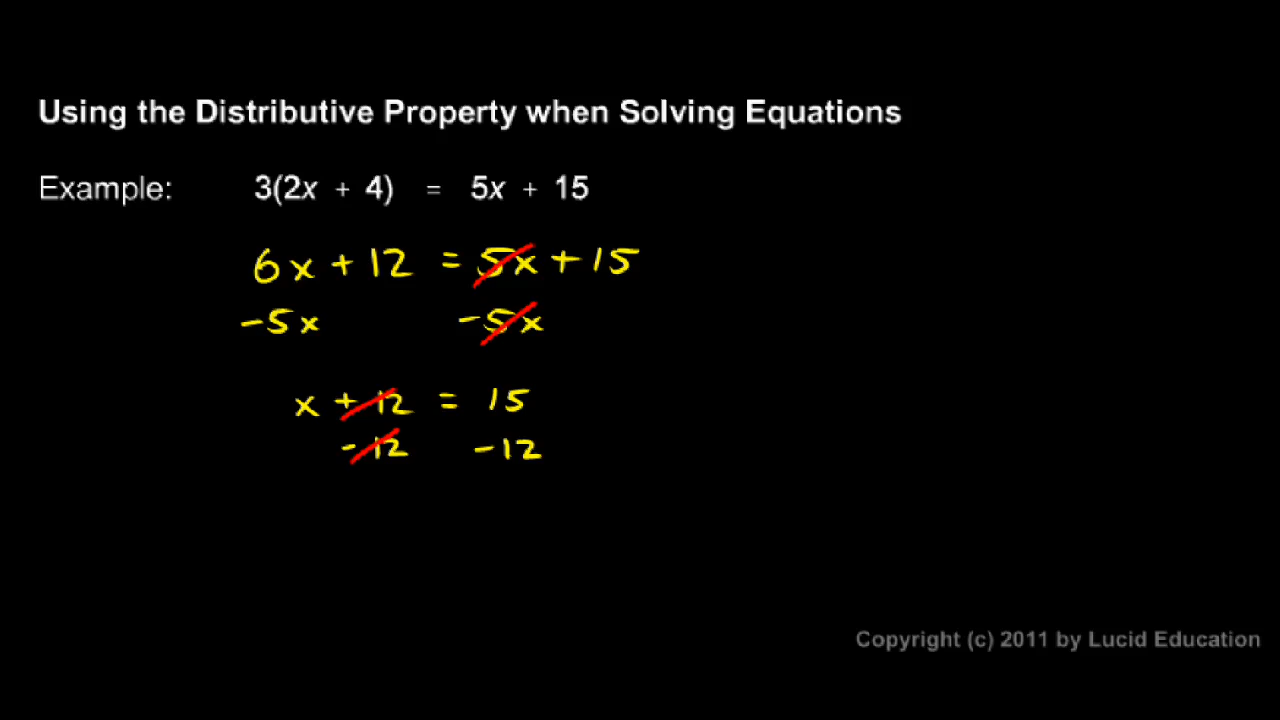 Using the Distributive Property when Solving Equations
Example: 3(2x + 4) = 5x + 15
6x + 12 = 5x + 15
-5x -5x
x + 12 = 15
-12 -12
Copyright (c) 2011 by Lucid Education